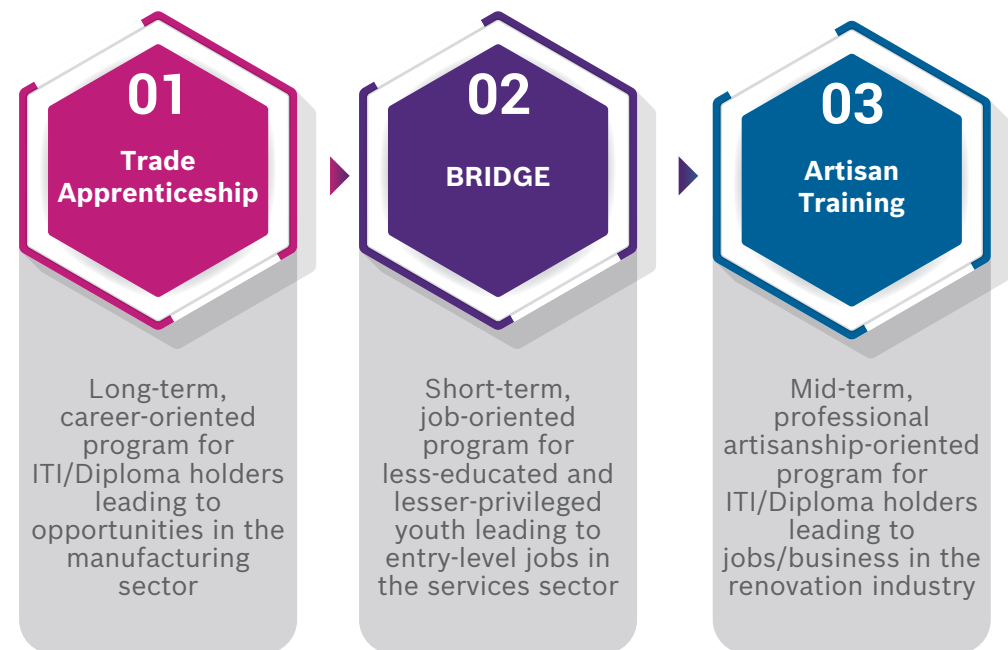 01
Trade
Apprenticeship
Long-term,
career-oriented
program for
ITI/Diploma holders
leading to
opportunities in the
manufacturing
sector
02
BRIDGE
Short-term,
job-oriented
program for
less-educated and
lesser-privileged
youth leading to
entry-level jobs in
the services sector
03
Artisan
Training
Mid-term,
professional
artisanship-oriented
program for
ITI/Diploma holders
leading to
jobs/business in the
renovation industry